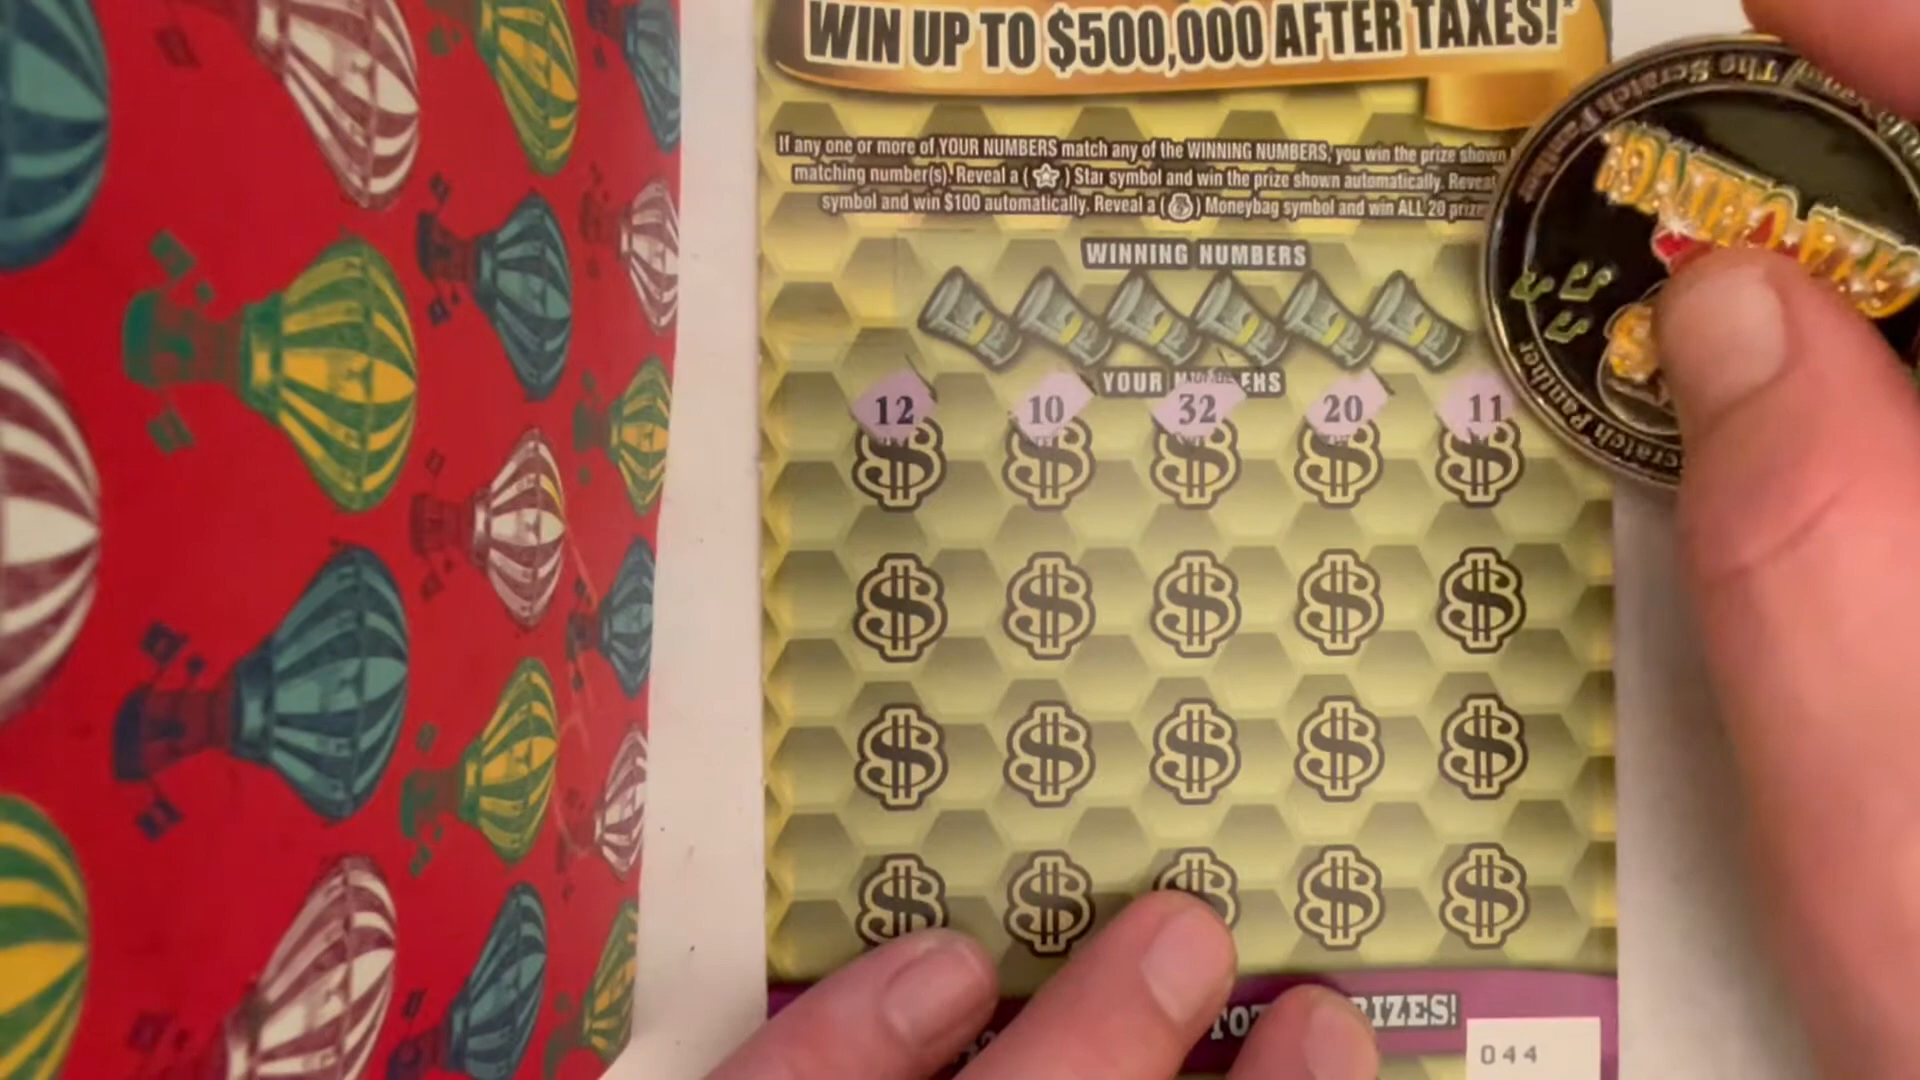 WIN UP TO $500,000 AFTER TAXES!*
If any one or more of YOUR NUMBERS match any of the WINNING NUMBERS, you win the prize shown
matching number(s). Reveal a ( ) Star symbol and win the prize shown automatically. Reveal
symbol and win $100 automatically. Reveal a ( ) Moneybag symbol and win ALL 20
WINNING NUMBERS
YOUR
12 10 32 20 11
044
The Scratch Panther
Scratch Panther